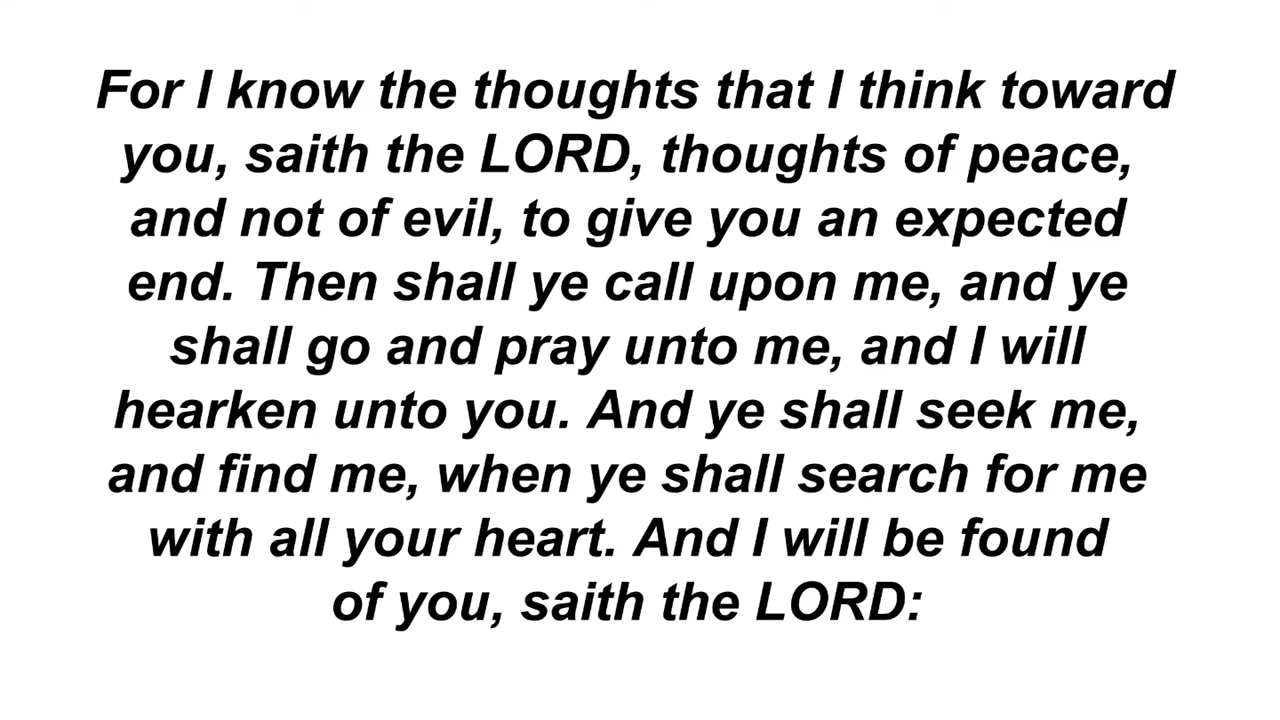 For I know the thoughts that I think toward
you, saith the LORD, thoughts of peace,
and not of evil, to give you an expected
end. Then shall ye call upon me, and ye
shall go and pray unto me, and I will
hearken unto you. And ye shall seek me,
and find me, when ye shall search for me
with all your heart. And I will be found
of you, saith the LORD: